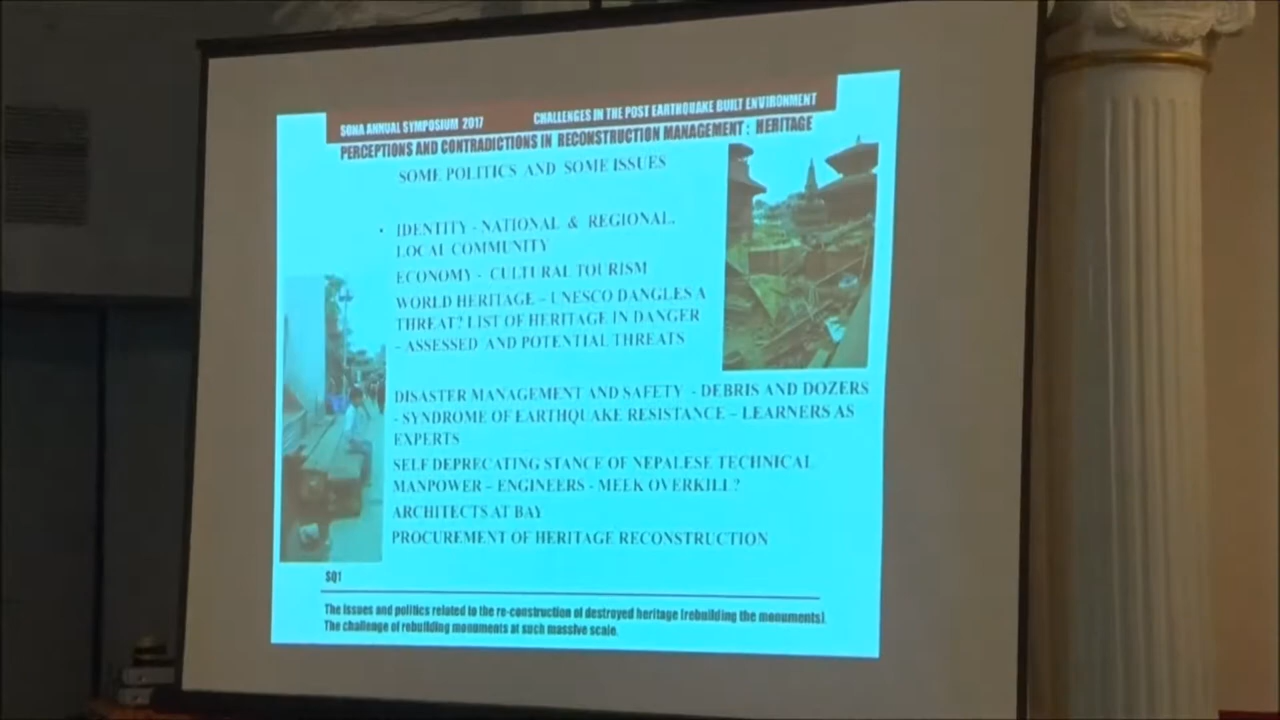 SONA ANNUAL SYMPOSIUM 2017 CHALLENGES IN THE POST EARTHQUAKE BUILT ENVIRONMENT
PERCEPTIONS AND CONTRADICTIONS IN RECONSTRUCTION MANAGEMENT : HERITAGE
SOME POLITICS AND SOME ISSUES
• IDENTITY - NATIONAL & REGIONAL,
LOCAL COMMUNITY
ECONOMY - CULTURAL TOURISM
WORLD HERITAGE – UNESCO DANGLES A
THREAT? LIST OF HERITAGE IN DANGER
– ASSESSED AND POTENTIAL THREATS
DISASTER MANAGEMENT AND SAFETY - DEBRIS AND DOZERS
- SYNDROME OF EARTHQUAKE RESISTANCE – LEARNERS AS
EXPERTS
SELF DEPRECATING STANCE OF NEPALESE TECHNICAL
MANPOWER – ENGINEERS - MEEK OVERKILL?
ARCHITECTS AT BAY
PROCUREMENT OF HERITAGE RECONSTRUCTION
SQ1
The issues and politics related to the re-construction of destroyed heritage (rebuilding the monuments).
The challenge of rebuilding monuments at such massive scale.